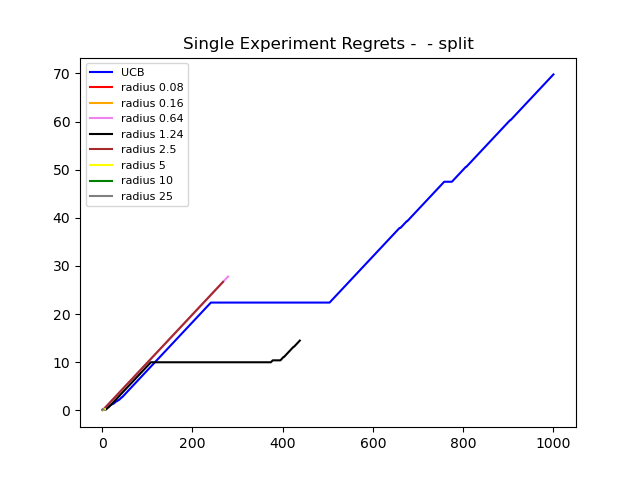 Single Experiment Regrets -  - split
UCB
radius 0.08
radius 0.16
radius 0.64
radius 1.24
radius 2.5
radius 5
radius 10
radius 25
70
60
50
40
30
20
10
0
0 200 400 600 800 1000